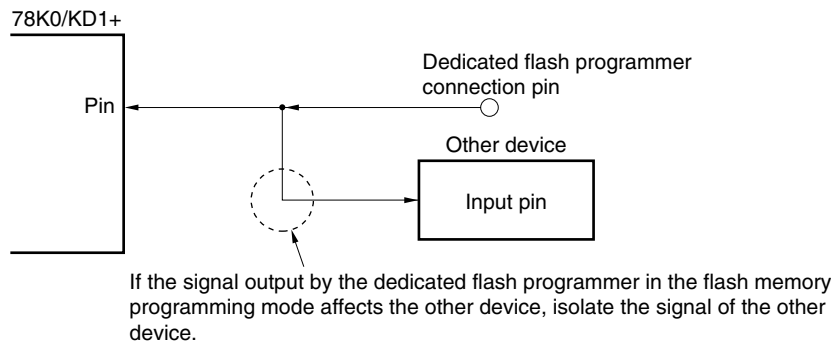 78K0/KD1+
Dedicated flash programmer
connection pin
Pin
Other device
Input pin
If the signal output by the dedicated flash programmer in the flash memory
programming mode affects the other device, isolate the signal of the other
device.